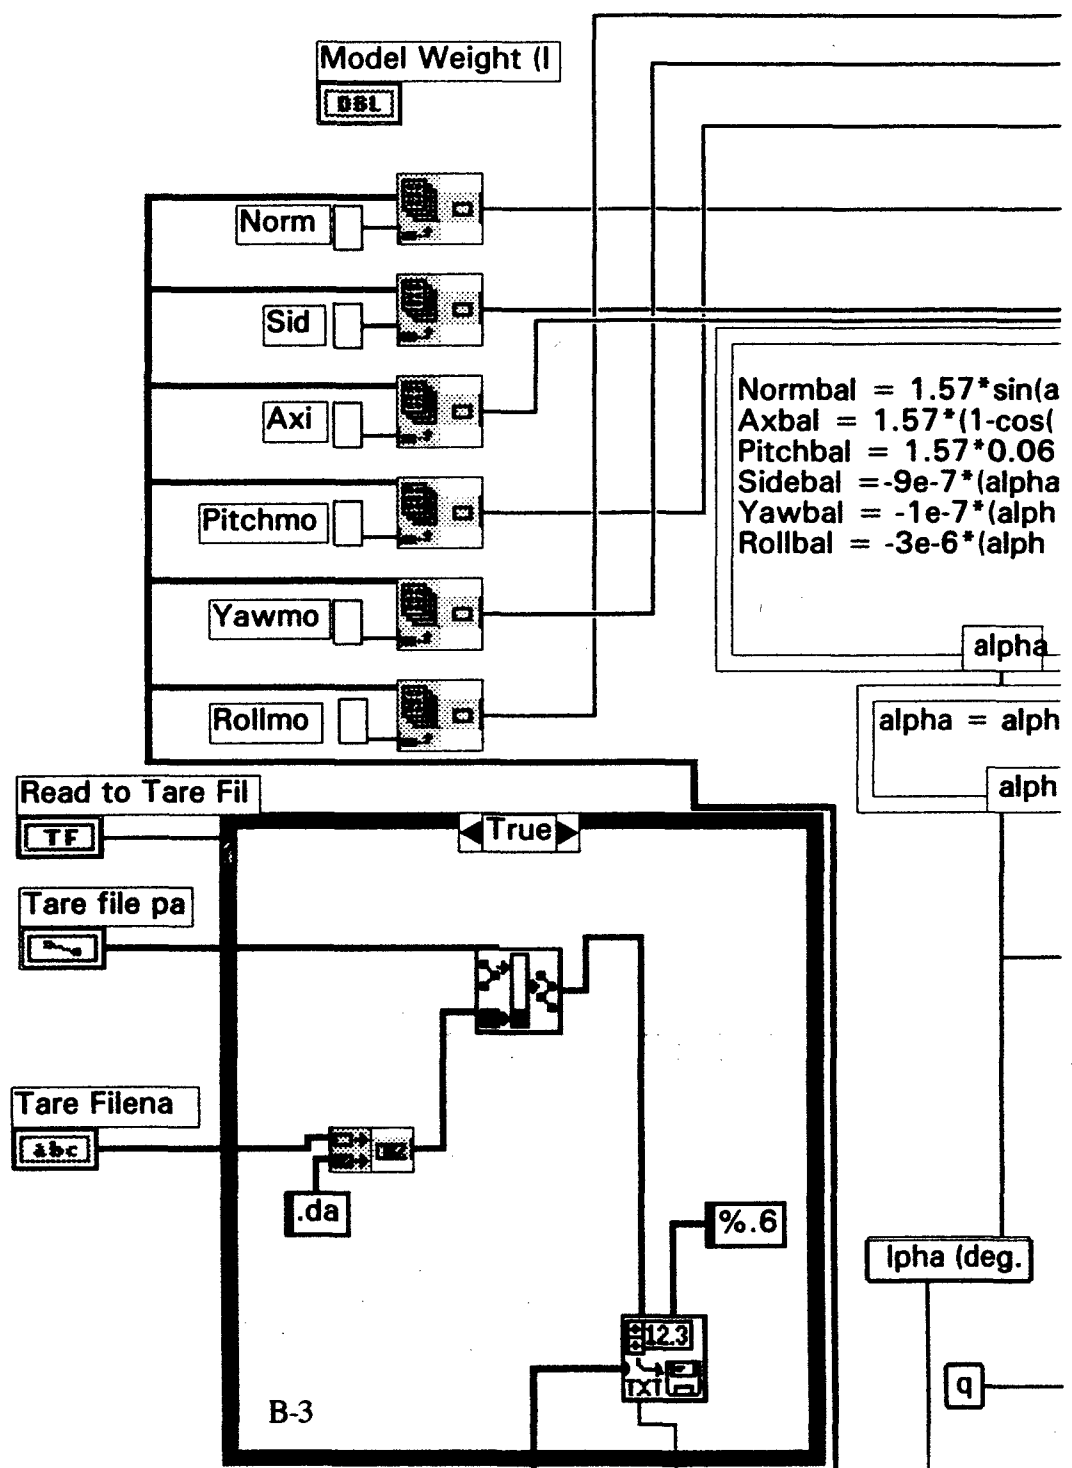 Model Weight (l
DBL
Norm
Sid
Axi
Pitchmo
Yawmo
Rollmo
Normbal = 1.57*sin(a
Axbal = 1.57*(1-cos(
Pitchbal = 1.57*0.06
Sidebal =-9e-7*(alpha
Yawbal = -1e-7*(alph
Rollbal = -3e-6*(alph
alpha
alpha = alph
alph
Read to Tare Fil
TF
True
Tare file pa
Tare Filena
abc
.da
%.6
lpha (deg.
12.3
TXT
q
B-3